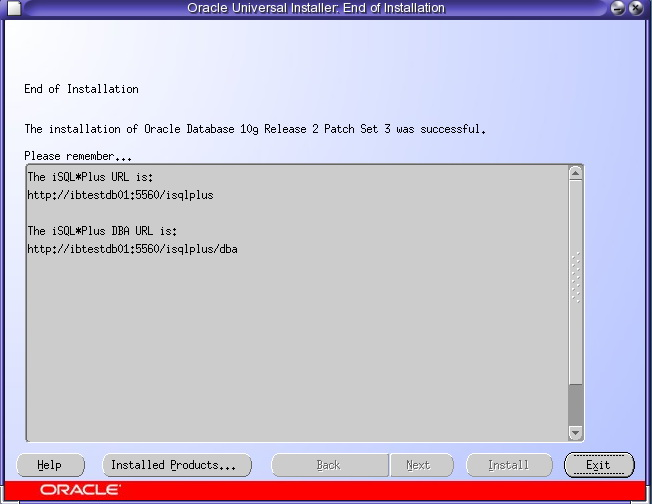 Oracle Universal Installer: End of Installation
End of Installation
The installation of Oracle Database 10g Release 2 Patch Set 3 was successful.
Please remember...
The iSQL*Plus URL is:
http://ibtestdb01:5560/isqlplus
The iSQL*Plus DBA URL is:
http://ibtestdb01:5560/isqlplus/dba
Help Installed Products... Back Next Install Exit
ORACLE